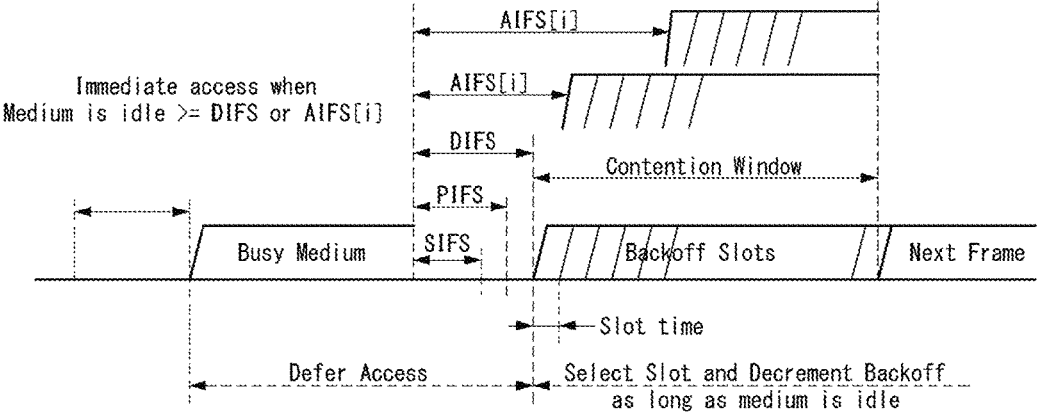 AIFS[i]
Immediate access when
Medium is idle >= DIFS or AIFS[i]
AIFS[i]
DIFS
Contention Window
PIFS
Busy Medium
SIFS
Backoff Slots
Next Frame
Slot time
Defer Access
Select Slot and Decrement Backoff
as long as medium is idle